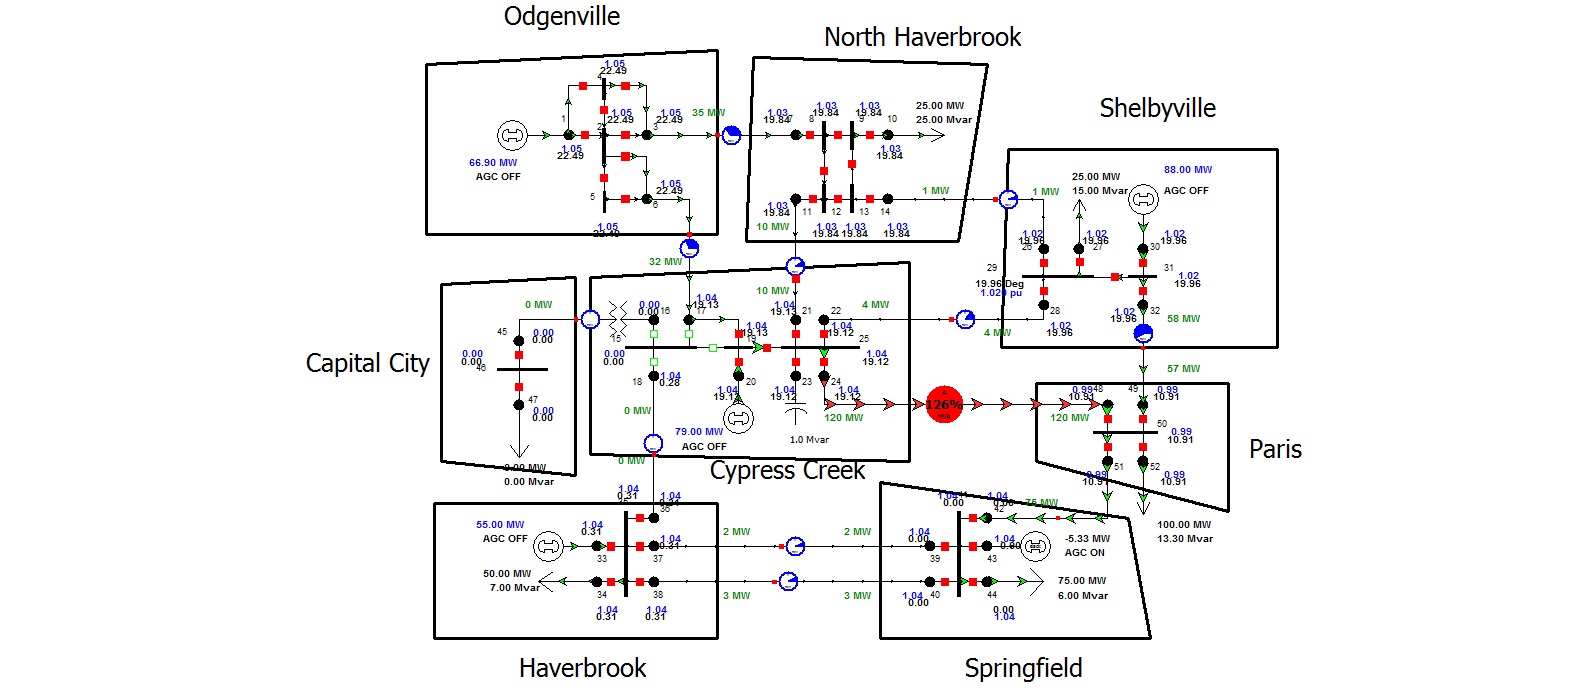 Odgenville
North Haverbrook
Shelbyville
Capital City
Cypress Creek
Paris
Haverbrook
Springfield
1.05
22.49
4
1.05
22.49
1
2
3
1.05
22.49
1.05
22.49
66.90 MW
AGC OFF
5
6
1.05
22.49
1.05
22.49
35 MW
32 MW
1.03
19.84
7
1.03
19.84
8
1.03
19.84
9
10
25.00 MW
25.00 Mvar
1.03
19.84
1.03
19.84
11
12
13
14
1.03
19.84
1.03
19.84
1.03
19.84
10 MW
10 MW
1 MW
1 MW
25.00 MW
15.00 Mvar
88.00 MW
AGC OFF
1.02
19.96
26
1.02
19.96
27
1.02
19.96
30
29
19.96 Deg
1.020 pu
31
1.02
19.96
28
1.02
19.96
32
1.02
19.96
58 MW
57 MW
4 MW
4 MW
0 MW
45
0.00
0.00
0.00
0.00
46
47
0.00
0.00
0.00 MW
0.00 Mvar
0.00
0.00
16
15
0.00
0.00
17
1.04
19.13
18
1.04
0.28
19
1.04
19.13
20
1.04
19.13
79.00 MW
AGC OFF
21
1.04
19.13
22
1.04
19.12
25
1.04
19.12
23
1.04
19.12
24
1.04
19.12
1.0 Mvar
0 MW
0 MW
120 MW
A
126%
MVA
120 MW
0.99
10.91
48
49
0.99
10.91
50
0.99
10.91
51
0.99
10.91
52
0.99
10.91
100.00 MW
13.30 Mvar
75 MW
1.04
0.31
35
1.04
0.31
36
55.00 MW
AGC OFF
1.04
0.31
33
1.04
0.31
37
50.00 MW
7.00 Mvar
34
38
1.04
0.31
1.04
0.31
2 MW
2 MW
3 MW
3 MW
1.04
0.00
41
1.04
0.00
42
1.04
0.00
39
1.04
0.00
43
-5.33 MW
AGC ON
1.04
0.00
40
44
0.00
1.04
75.00 MW
6.00 Mvar